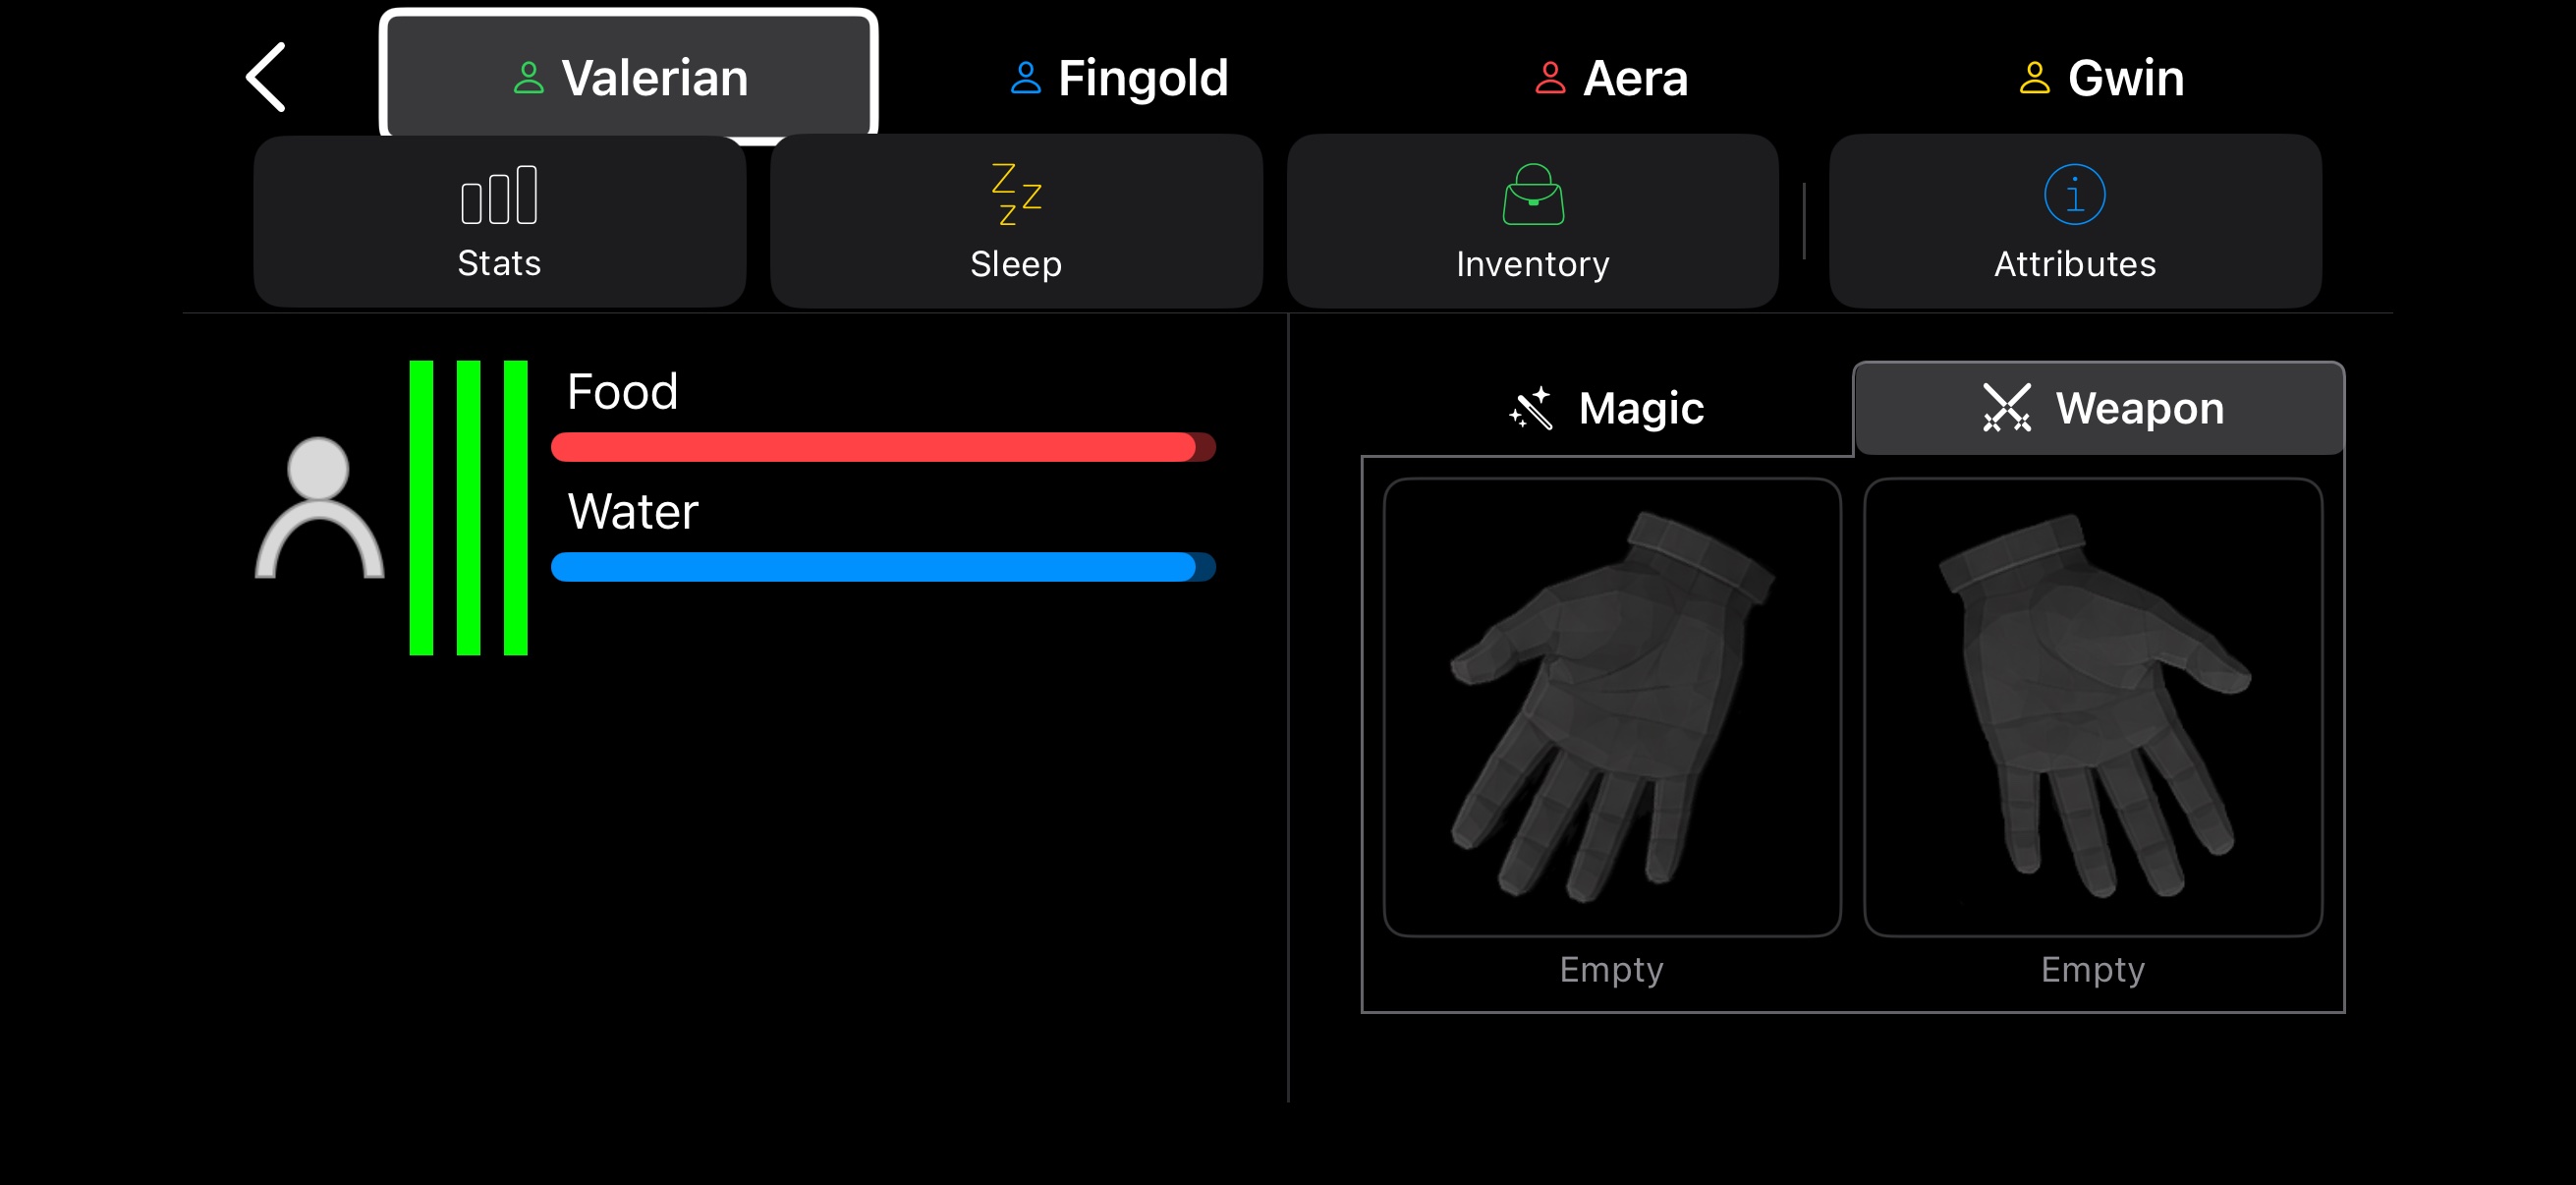 Valerian
Fingold
Aera
Gwin
Stats
Sleep
Inventory
Attributes
Food
Water
Magic
Weapon
Empty
Empty